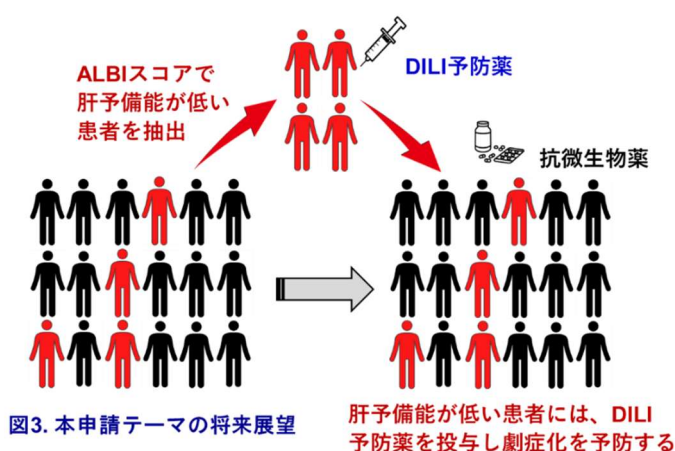 ALBIスコアで
肝予備能が低い
患者を抽出
DILI予防薬
抗微生物薬
図3. 本申請テーマの将来展望
肝予備能が低い患者には、DILI
予防薬を投与し劇症化を予防する